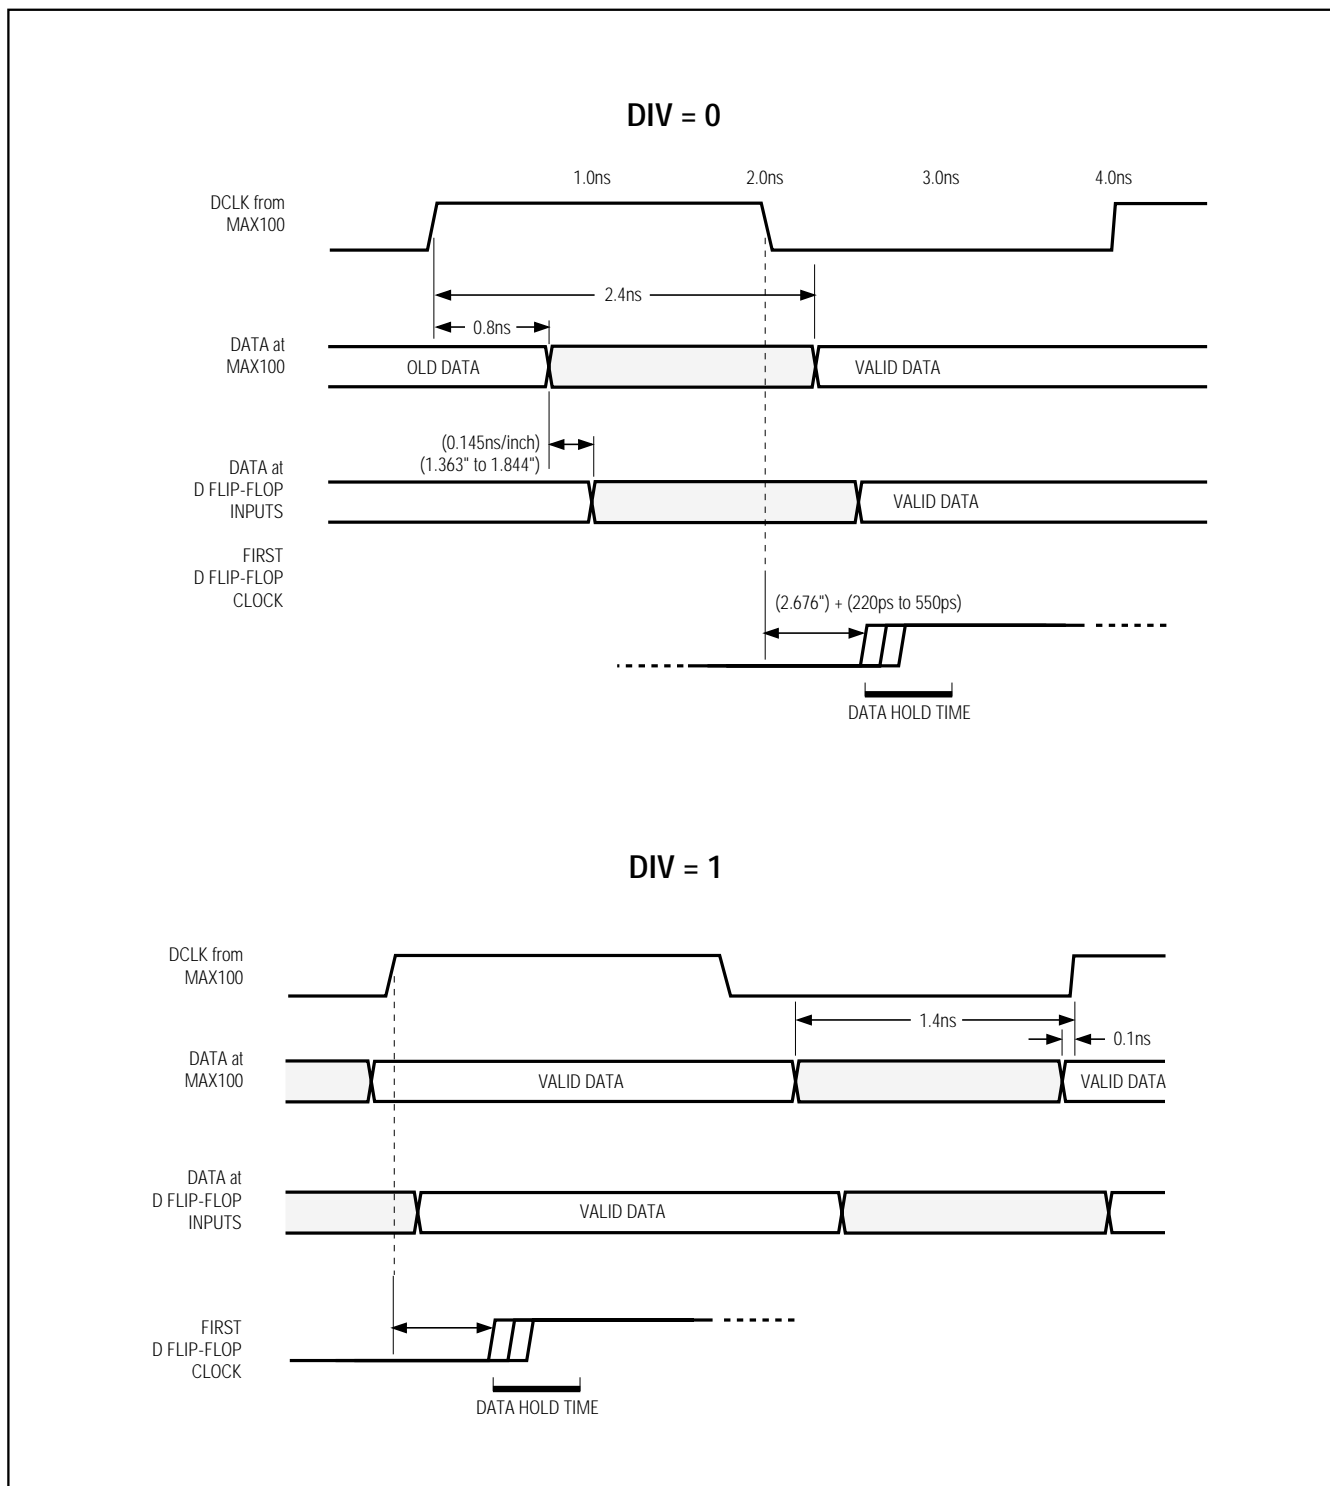 DIV = 0
1.0ns 2.0ns 3.0ns 4.0ns
DCLK from
MAX100
2.4ns
0.8ns
DATA at
MAX100
OLD DATA VALID DATA
(0.145ns/inch)
(1.363" to 1.844")
DATA at
D FLIP-FLOP
INPUTS
VALID DATA
FIRST
D FLIP-FLOP
CLOCK
(2.676") + (220ps to 550ps)
DATA HOLD TIME
DIV = 1
DCLK from
MAX100
1.4ns
0.1ns
DATA at
MAX100
VALID DATA VALID DATA
DATA at
D FLIP-FLOP
INPUTS
VALID DATA
FIRST
D FLIP-FLOP
CLOCK
DATA HOLD TIME